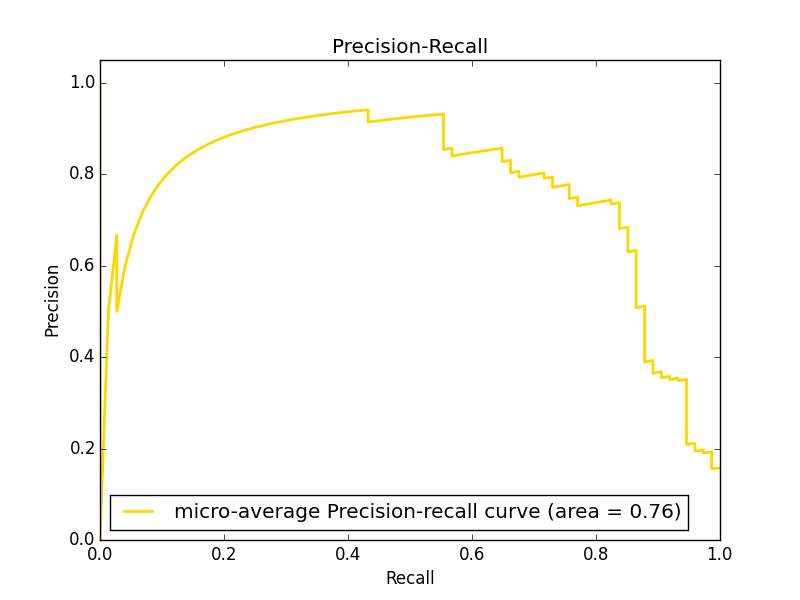 Precision-Recall
1.0
0.8
0.6
0.4
0.2
0.0
Precision
micro-average Precision-recall curve (area = 0.76)
0.0 0.2 0.4 0.6 0.8 1.0
Recall